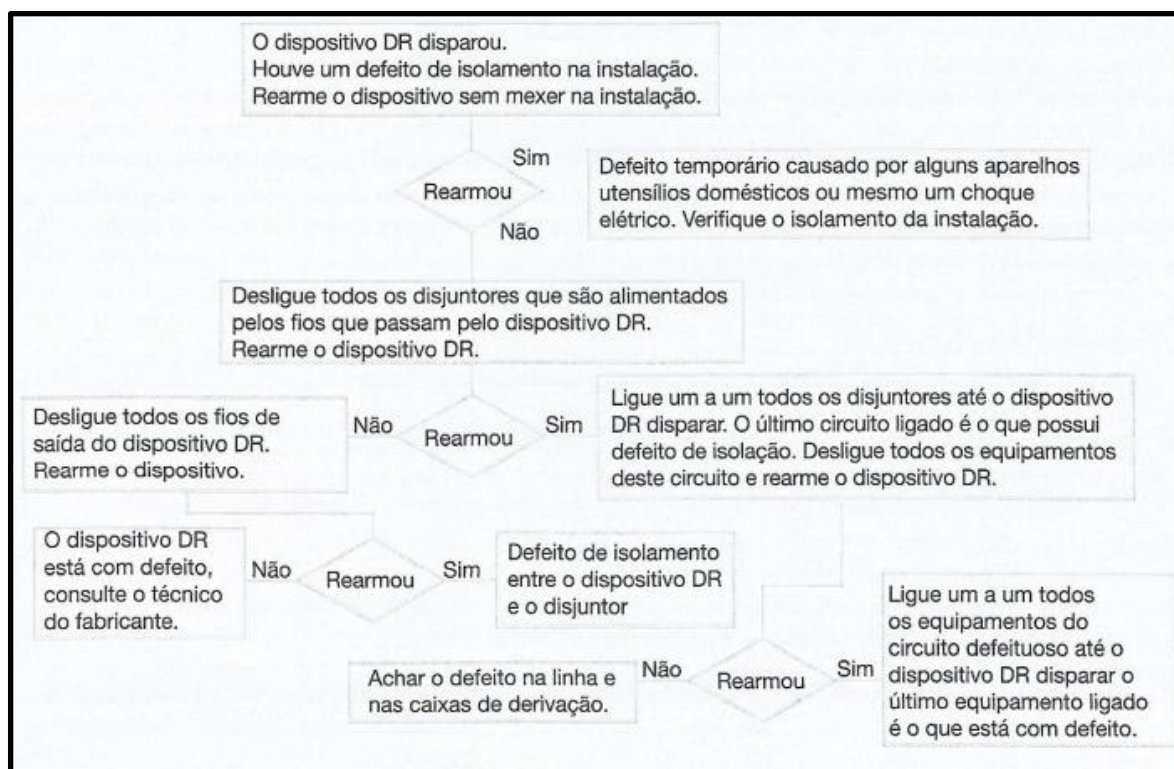 O dispositivo DR disparou.
Houve um defeito de isolamento na instalação.
Rearme o dispositivo sem mexer na instalação.
Sim
Rearmou
Defeito temporário causado por alguns aparelhos
utensílios domésticos ou mesmo um choque
elétrico. Verifique o isolamento da instalação.
Não
Desligue todos os disjuntores que são alimentados
pelos fios que passam pelo dispositivo DR.
Rearme o dispositivo DR.
Desligue todos os fios de
saída do dispositivo DR.
Rearme o dispositivo.
Não
Rearmou
Sim
Ligue um a um todos os disjuntores até o dispositivo
DR disparar. O último circuito ligado é o que possui
defeito de isolação. Desligue todos os equipamentos
deste circuito e rearme o dispositivo DR.
O dispositivo DR
está com defeito,
consulte o técnico
do fabricante.
Não
Rearmou
Sim
Defeito de isolamento
entre o dispositivo DR
e o disjuntor
Achar o defeito na linha e
nas caixas de derivação.
Não
Rearmou
Sim
Ligue um a um todos
os equipamentos do
circuito defeituoso até o
dispositivo DR disparar o
último equipamento ligado
é o que está com defeito.